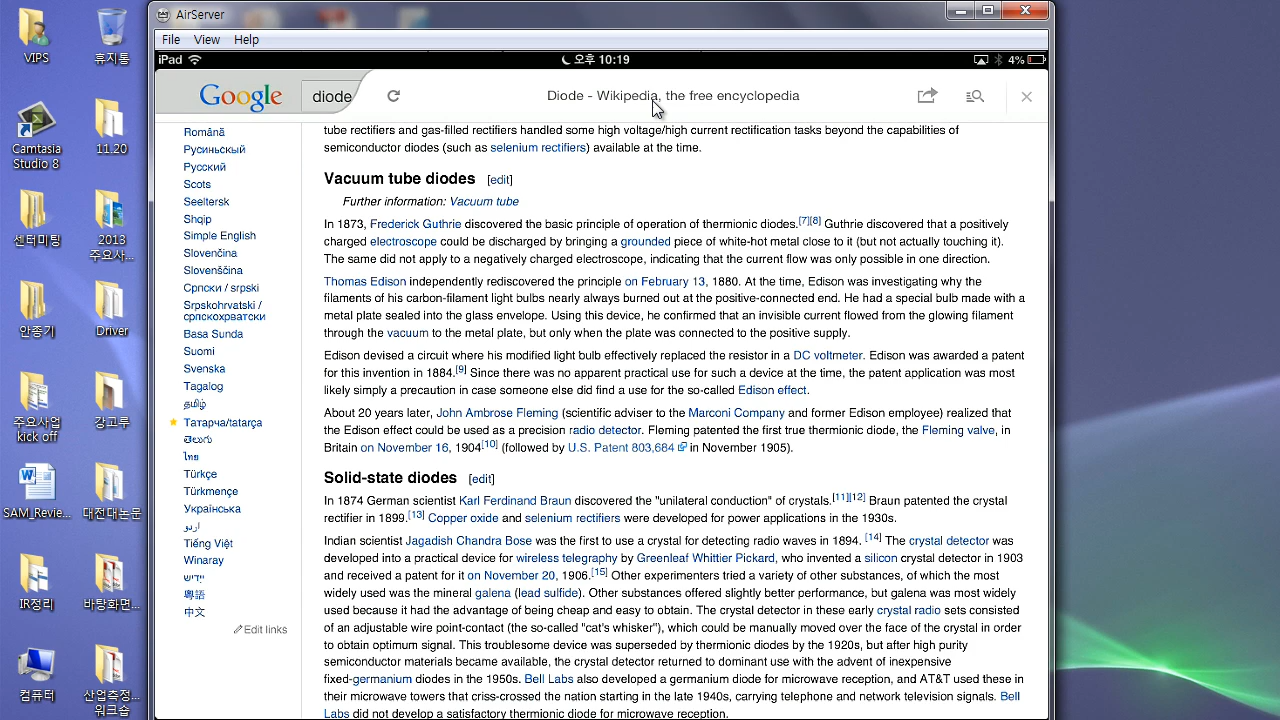 AirServer
File View Help
iPad 오후 10:19 4%
Google diode Diode - Wikipedia, the free encyclopedia
VIPS 휴지통
Camtasia Studio 8
11.20
센터미팅
2013 주요사...
안종기 Driver
주요사업 kick off
강고루
SAM_Revie...
대전대논문
IR정리 바탕화면...
컴퓨터
산업측정... 워크숍
Română
Русиньскый
Русский
Scots
Seeltersk
Shqip
Simple English
Slovenčina
Slovenščina
Српски / srpski
Srpskohrvatski /
српскохрватски
Basa Sunda
Suomi
Svenska
Tagalog
தமிழ்
Татарча/tatarça
తెలుగు
ไทย
Türkçe
Türkmençe
Українська
اردو
Tiếng Việt
Winaray
ייִדיש
粵語
中文
Edit links
tube rectifiers and gas-filled rectifiers handled some high voltage/high current rectification tasks beyond the capabilities of
semiconductor diodes (such as selenium rectifiers) available at the time.
Vacuum tube diodes [edit]
Further information: Vacuum tube
In 1873, Frederick Guthrie discovered the basic principle of operation of thermionic diodes.[7][8] Guthrie discovered that a positively
charged electroscope could be discharged by bringing a grounded piece of white-hot metal close to it (but not actually touching it).
The same did not apply to a negatively charged electroscope, indicating that the current flow was only possible in one direction.
Thomas Edison independently rediscovered the principle on February 13, 1880. At the time, Edison was investigating why the
filaments of his carbon-filament light bulbs nearly always burned out at the positive-connected end. He had a special bulb made with a
metal plate sealed into the glass envelope. Using this device, he confirmed that an invisible current flowed from the glowing filament
through the vacuum to the metal plate, but only when the plate was connected to the positive supply.
Edison devised a circuit where his modified light bulb effectively replaced the resistor in a DC voltmeter. Edison was awarded a patent
for this invention in 1884.[9] Since there was no apparent practical use for such a device at the time, the patent application was most
likely simply a precaution in case someone else did find a use for the so-called Edison effect.
About 20 years later, John Ambrose Fleming (scientific adviser to the Marconi Company and former Edison employee) realized that
the Edison effect could be used as a precision radio detector. Fleming patented the first true thermionic diode, the Fleming valve, in
Britain on November 16, 1904[10] (followed by U.S. Patent 803,684 in November 1905).
Solid-state diodes [edit]
In 1874 German scientist Karl Ferdinand Braun discovered the "unilateral conduction" of crystals.[11][12] Braun patented the crystal
rectifier in 1899.[13] Copper oxide and selenium rectifiers were developed for power applications in the 1930s.
Indian scientist Jagadish Chandra Bose was the first to use a crystal for detecting radio waves in 1894. [14] The crystal detector was
developed into a practical device for wireless telegraphy by Greenleaf Whittier Pickard, who invented a silicon crystal detector in 1903
and received a patent for it on November 20, 1906.[15] Other experimenters tried a variety of other substances, of which the most
widely used was the mineral galena (lead sulfide). Other substances offered slightly better performance, but galena was most widely
used because it had the advantage of being cheap and easy to obtain. The crystal detector in these early crystal radio sets consisted
of an adjustable wire point-contact (the so-called "cat's whisker"), which could be manually moved over the face of the crystal in order
to obtain optimum signal. This troublesome device was superseded by thermionic diodes by the 1920s, but after high purity
semiconductor materials became available, the crystal detector returned to dominant use with the advent of inexpensive
fixed-germanium diodes in the 1950s. Bell Labs also developed a germanium diode for microwave reception, and AT&T used these in
their microwave towers that criss-crossed the nation starting in the late 1940s, carrying telephone and network television signals. Bell
Labs did not develop a satisfactory thermionic diode for microwave reception.